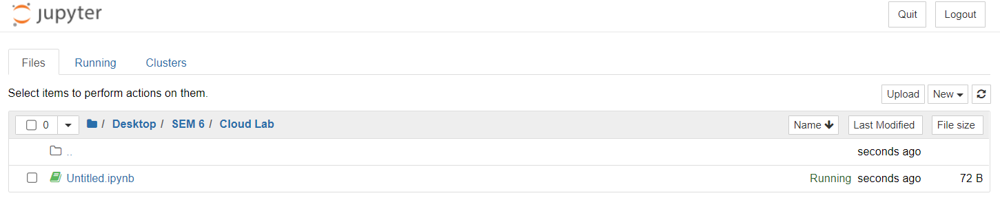 jupyter Quit Logout
Files Running Clusters
Select items to perform actions on them. Upload New
0 / Desktop / SEM 6 / Cloud Lab Name Last Modified File size
.. seconds ago
Untitled.ipynb Running seconds ago 72 B